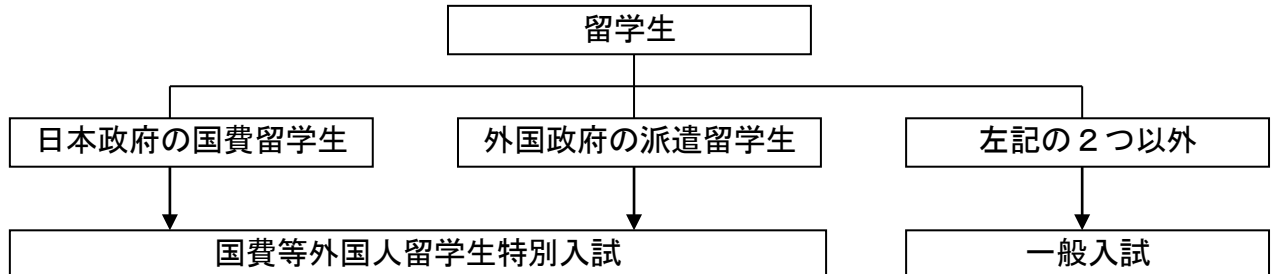 留学生
日本政府の国費留学生
外国政府の派遣留学生
左記の２つ以外
国費等外国人留学生特別入試
一般入試